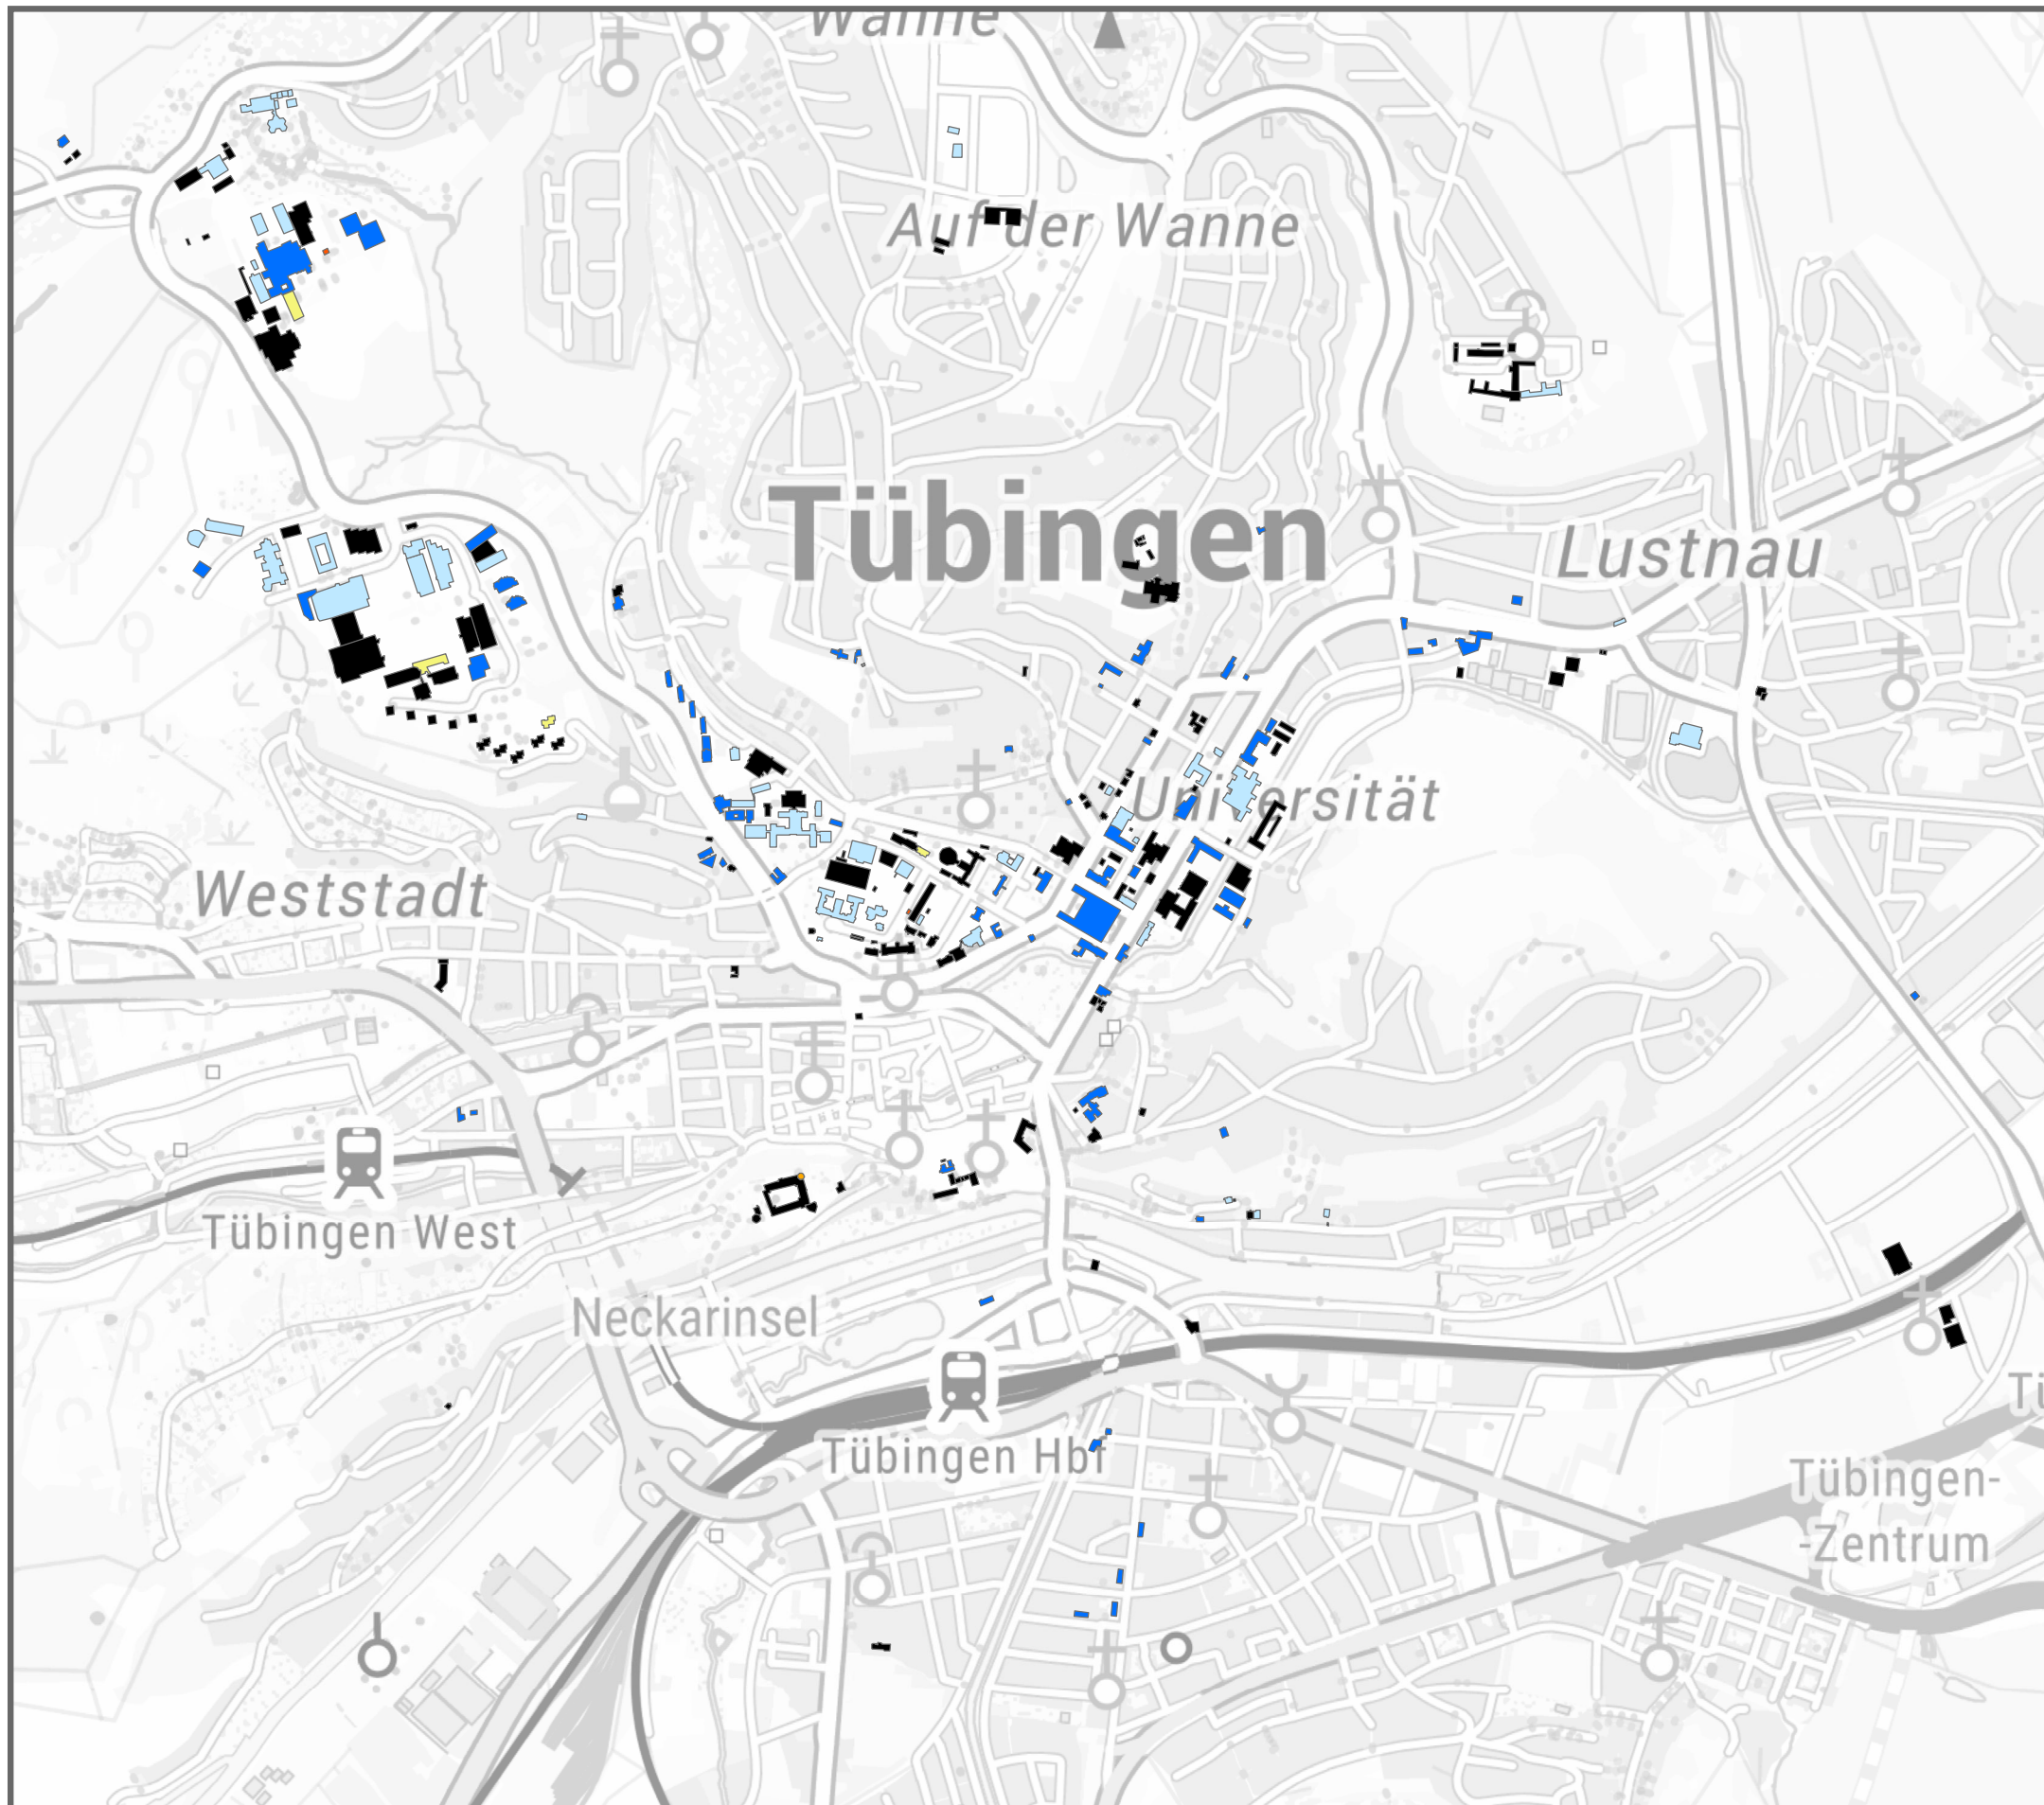 Wanne
Auf der Wanne
Tübingen
Lustnau
Universität
Weststadt
Tübingen West
Neckarinsel
Tübingen Hbf
Tübingen-
-Zentrum